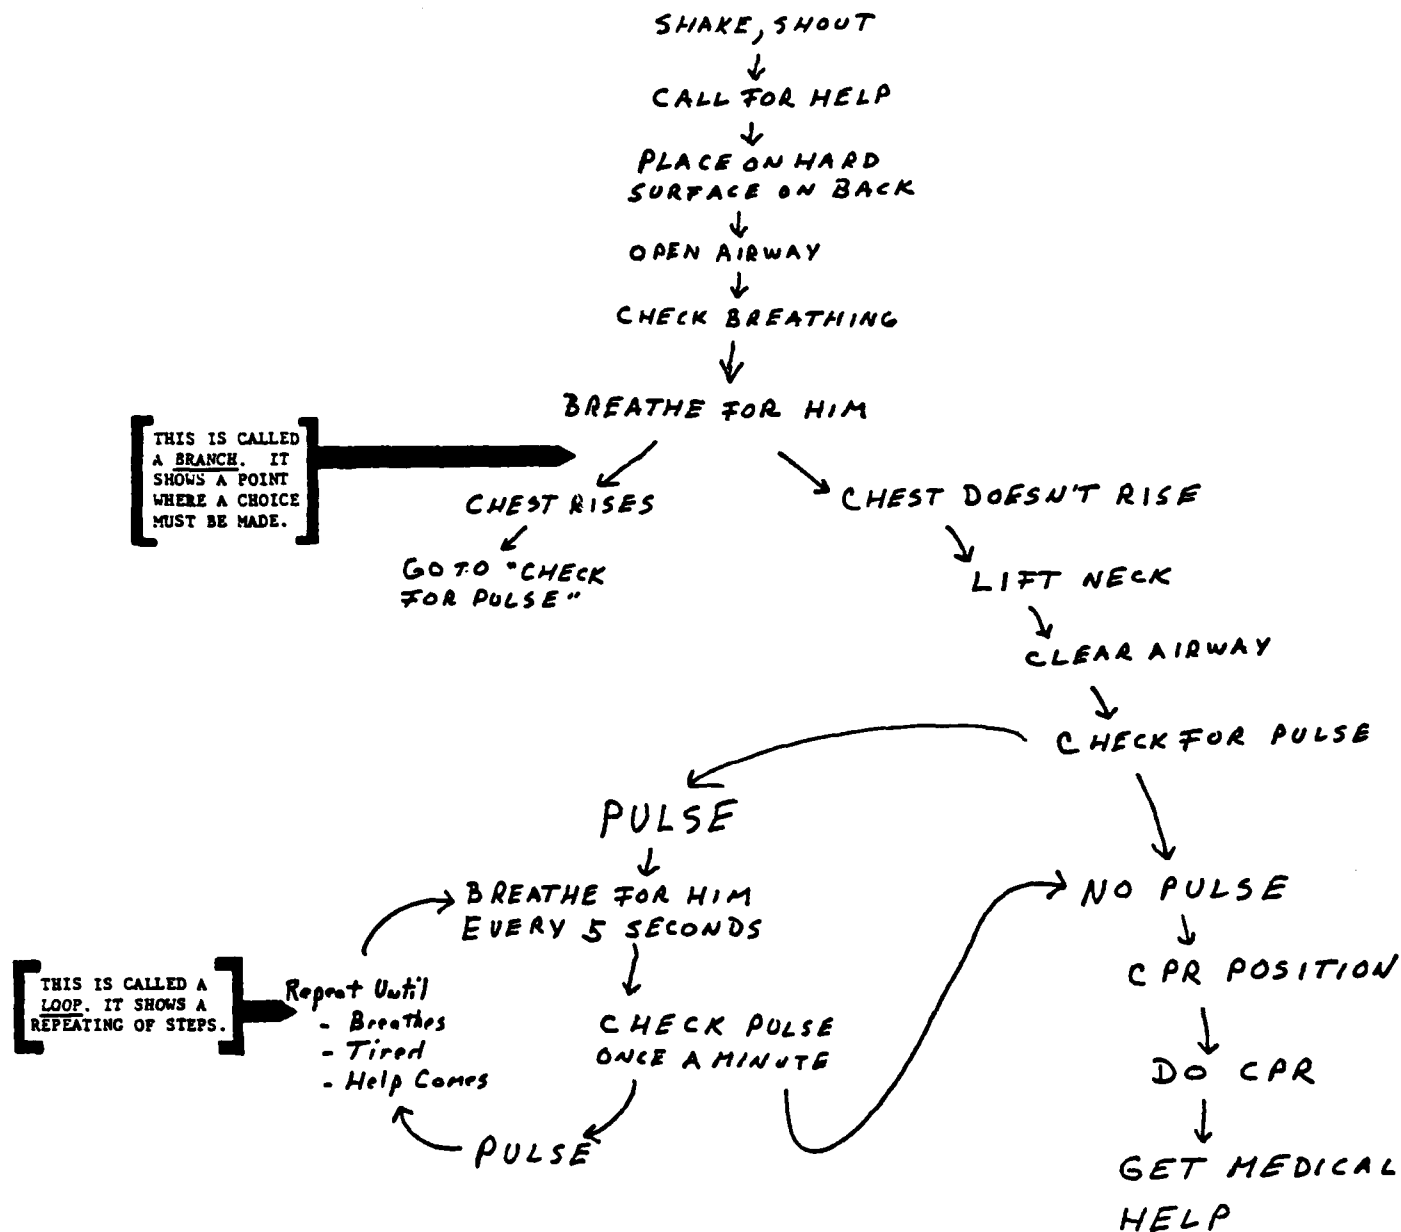 SHAKE, SHOUT
CALL FOR HELP
PLACE ON HARD
SURFACE ON BACK
OPEN AIRWAY
CHECK BREATHING
BREATHE FOR HIM
THIS IS CALLED
A BRANCH. IT
SHOWS A POINT
WHERE A CHOICE
MUST BE MADE.
CHEST RISES
GO TO "CHECK
FOR PULSE"
CHEST DOESN'T RISE
LIFT NECK
CLEAR AIRWAY
CHECK FOR PULSE
PULSE
BREATHE FOR HIM
EVERY 5 SECONDS
THIS IS CALLED A
LOOP. IT SHOWS A
REPEATING OF STEPS.
Repeat Until
- Breathes
- Tired
- Help Comes
CHECK PULSE
ONCE A MINUTE
PULSE
NO PULSE
CPR POSITION
DO CPR
GET MEDICAL
HELP